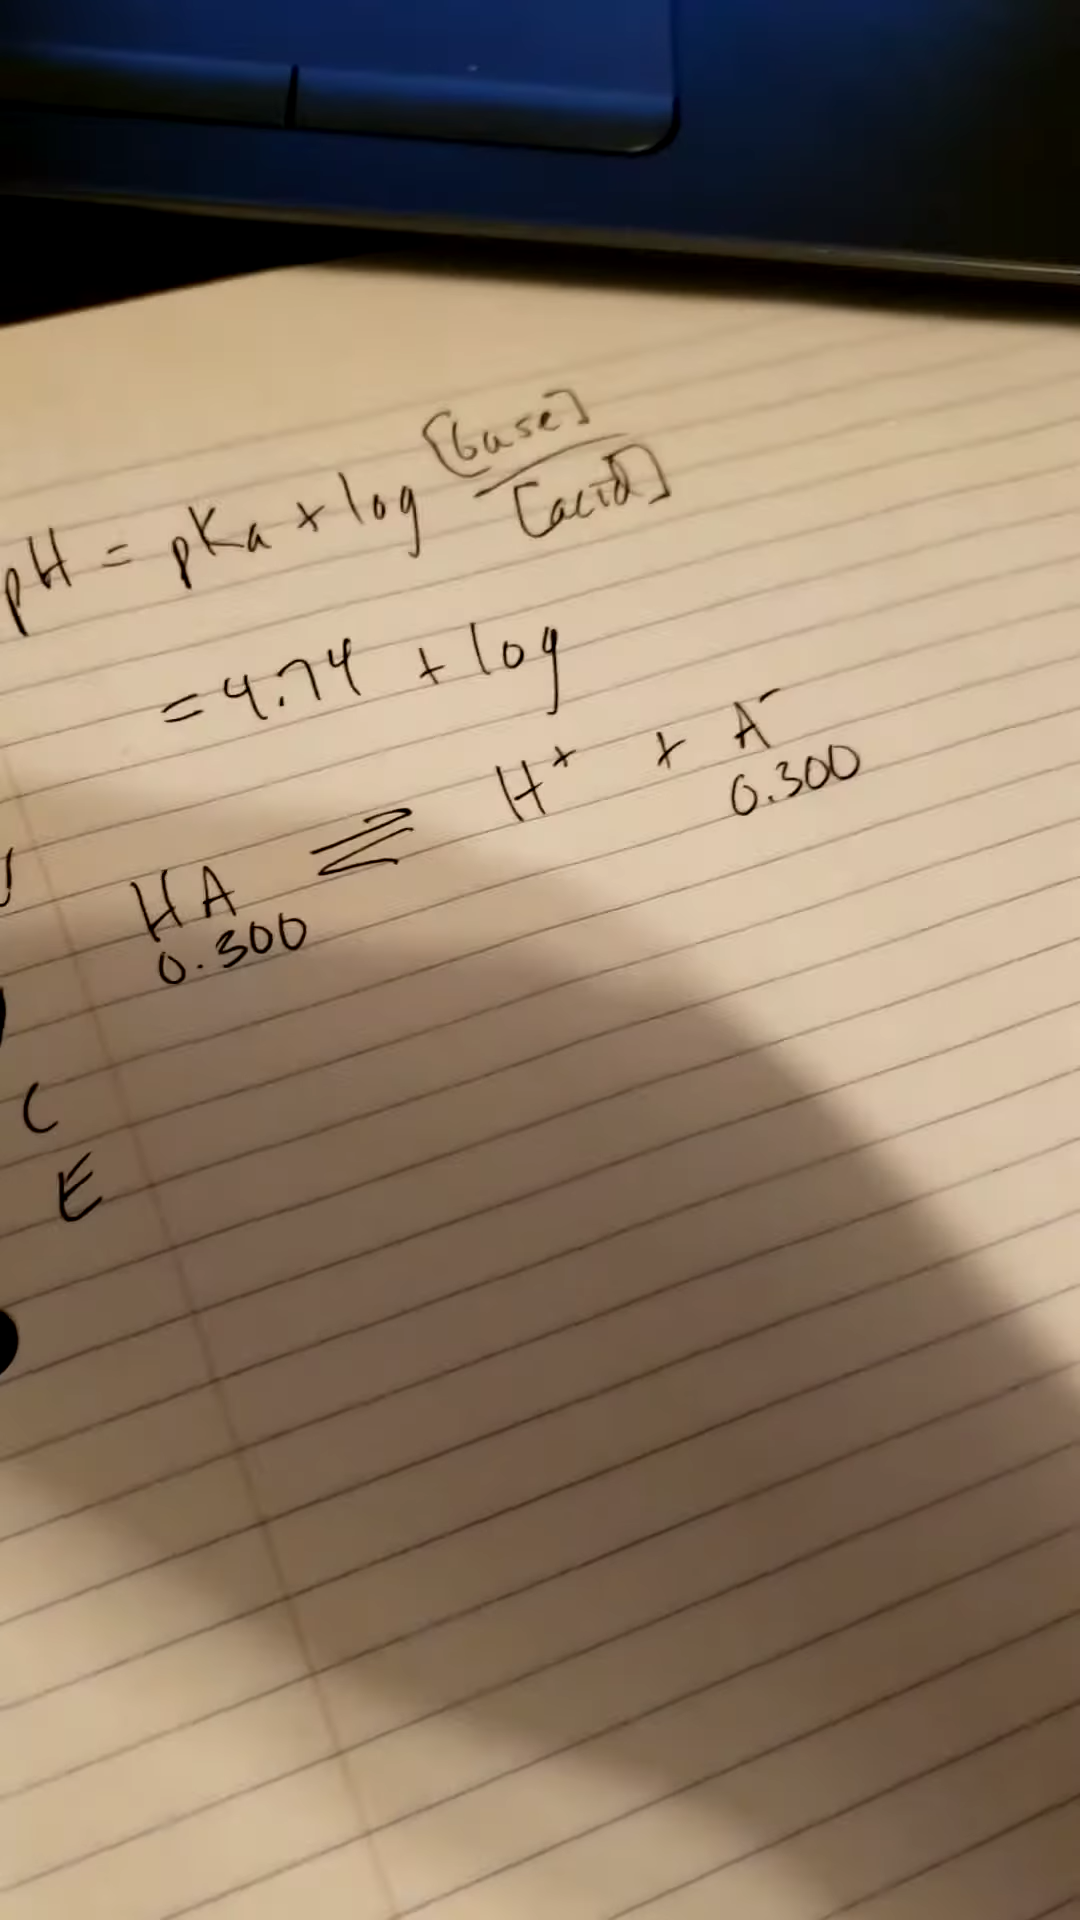 pH = pKa + log [base]/[acid]
= 4.74 + log
HA ⇌ H⁺ + A⁻
0.300 0.300
C
E